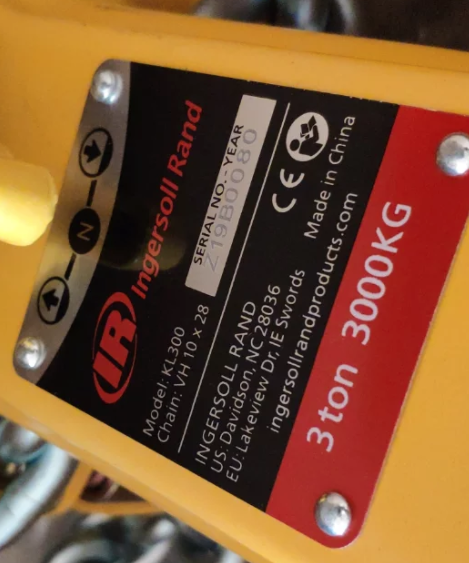 N
IR Ingersoll Rand
Model: KL300
Chain: VH 10 x 28
SERIAL NO. - YEAR
Z19B0080
INGERSOLL RAND
US: Davidson, NC 28036
EU: Lakeview Dr, IE Swords
ingersollrandproducts.com
CE
Made in China
3 ton 3000KG